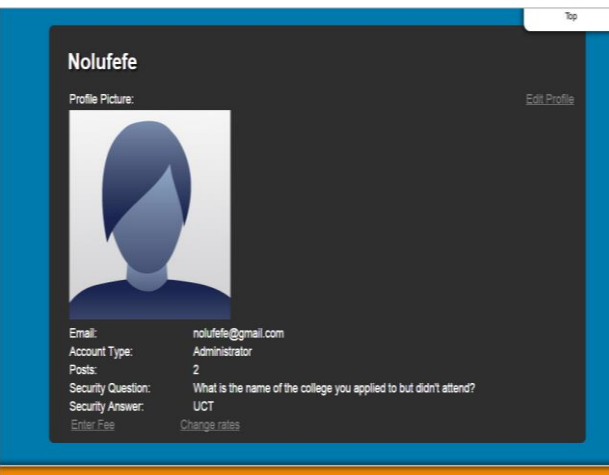 Top
Nolufefe
Profile Picture:
Edit Profile
Email: nolufefe@gmail.com
Account Type: Administrator
Posts: 2
Security Question: What is the name of the college you applied to but didn't attend?
Security Answer: UCT
Enter Fee Change rates